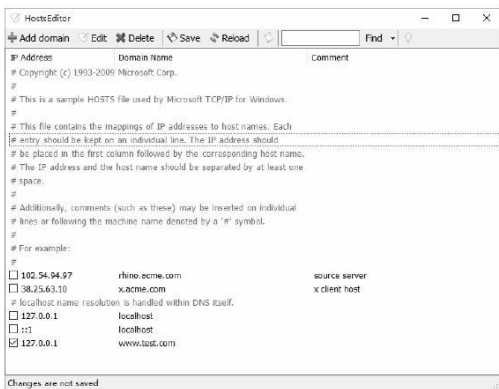 HostsEditor
Add domain Edit Delete Save Reload Find
IP Address Domain Name Comment
# Copyright (c) 1993-2009 Microsoft Corp.
#
# This is a sample HOSTS file used by Microsoft TCP/IP for Windows.
#
# This file contains the mappings of IP addresses to host names. Each
# entry should be kept on an individual line. The IP address should
# be placed in the first column followed by the corresponding host name.
# The IP address and the host name should be separated by at least one
# space.
#
# Additionally, comments (such as these) may be inserted on individual
# lines or following the machine name denoted by a '#' symbol.
#
# For example:
#
102.54.94.97 rhino.acme.com source server
38.25.63.10 x.acme.com x client host
# localhost name resolution is handled within DNS itself.
127.0.0.1 localhost
::1 localhost
127.0.0.1 www.test.com
Changes are not saved